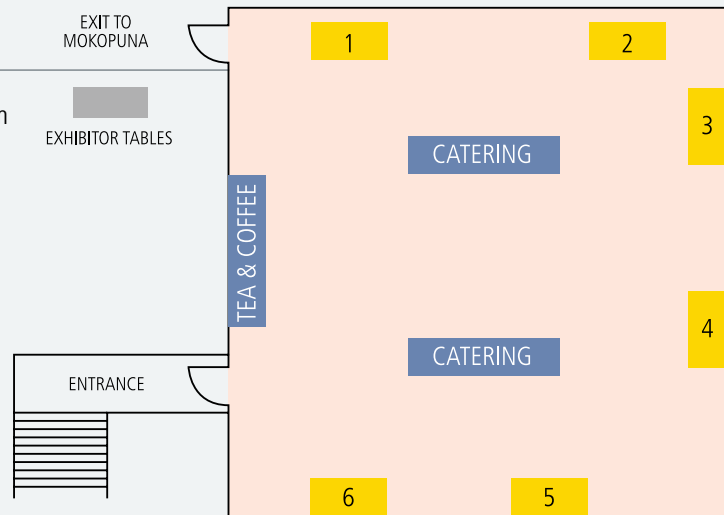 EXIT TO
MOKOPUNA
1
2
EXHIBITOR TABLES
3
CATERING
TEA & COFFEE
4
CATERING
ENTRANCE
6
5